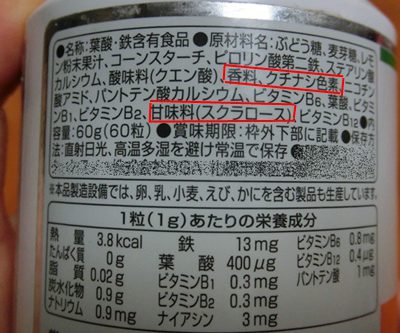 ●名称:葉酸・鉄含有食品 ●原材料名:ぶどう糖、麦芽糖、レモ
ン粉末果汁、コーンスターチ、ピロリン酸第二鉄、ステアリン酸
カルシウム、酸味料(クエン酸)、香料、クチナシ色素、ニコチン
酸アミド、パントテン酸カルシウム、ビタミンB6、葉酸、ビタミ
ンB1、ビタミンB2、甘味料(スクラロース)、ビタミンB12 ●内
容量:60g(60粒) ●賞味期限:枠外下部に記載 ●保存方
法:直射日光、高温多湿を避け常温で保存
※本品製造設備では、卵、乳、小麦、えび、かにを含む製品も生産しています。
1粒(1g)あたりの栄養成分
熱量 3.8kcal 鉄 13mg ビタミンB6 0.8mg
たんぱく質 0g 葉酸 400μg ビタミンB12 0.4μg
脂質 0.02g ビタミンB1 0.3mg パントテン酸 1mg
炭水化物 0.9g ビタミンB2 0.3mg
ナトリウム 0.9mg ナイアシン 3mg